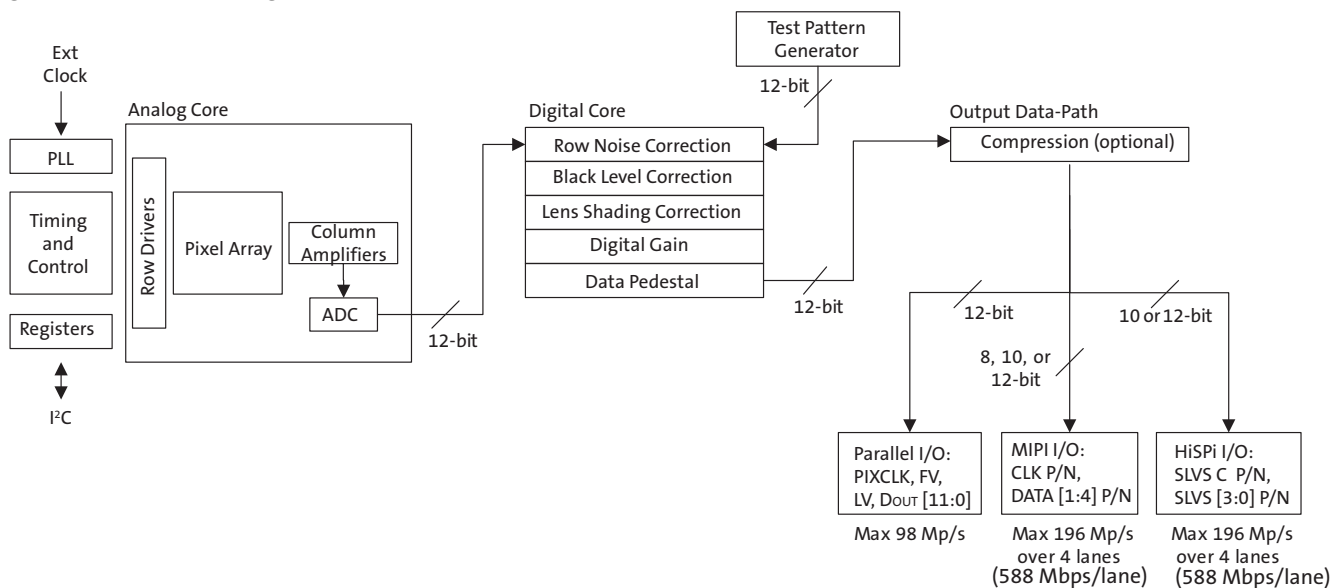 Test Pattern
Generator
12-bit
Ext
Clock
PLL
Timing
and
Control
Registers
I²C
Analog Core
Row Drivers
Pixel Array
Column
Amplifiers
ADC
12-bit
Digital Core
Row Noise Correction
Black Level Correction
Lens Shading Correction
Digital Gain
Data Pedestal
12-bit
Output Data-Path
Compression (optional)
12-bit
8, 10, or
12-bit
10 or 12-bit
Parallel I/O:
PIXCLK, FV,
LV, DOUT [11:0]
Max 98 Mp/s
MIPI I/O:
CLK P/N,
DATA [1:4] P/N
Max 196 Mp/s
over 4 lanes
(588 Mbps/lane)
HiSPi I/O:
SLVS C P/N,
SLVS [3:0] P/N
Max 196 Mp/s
over 4 lanes
(588 Mbps/lane)